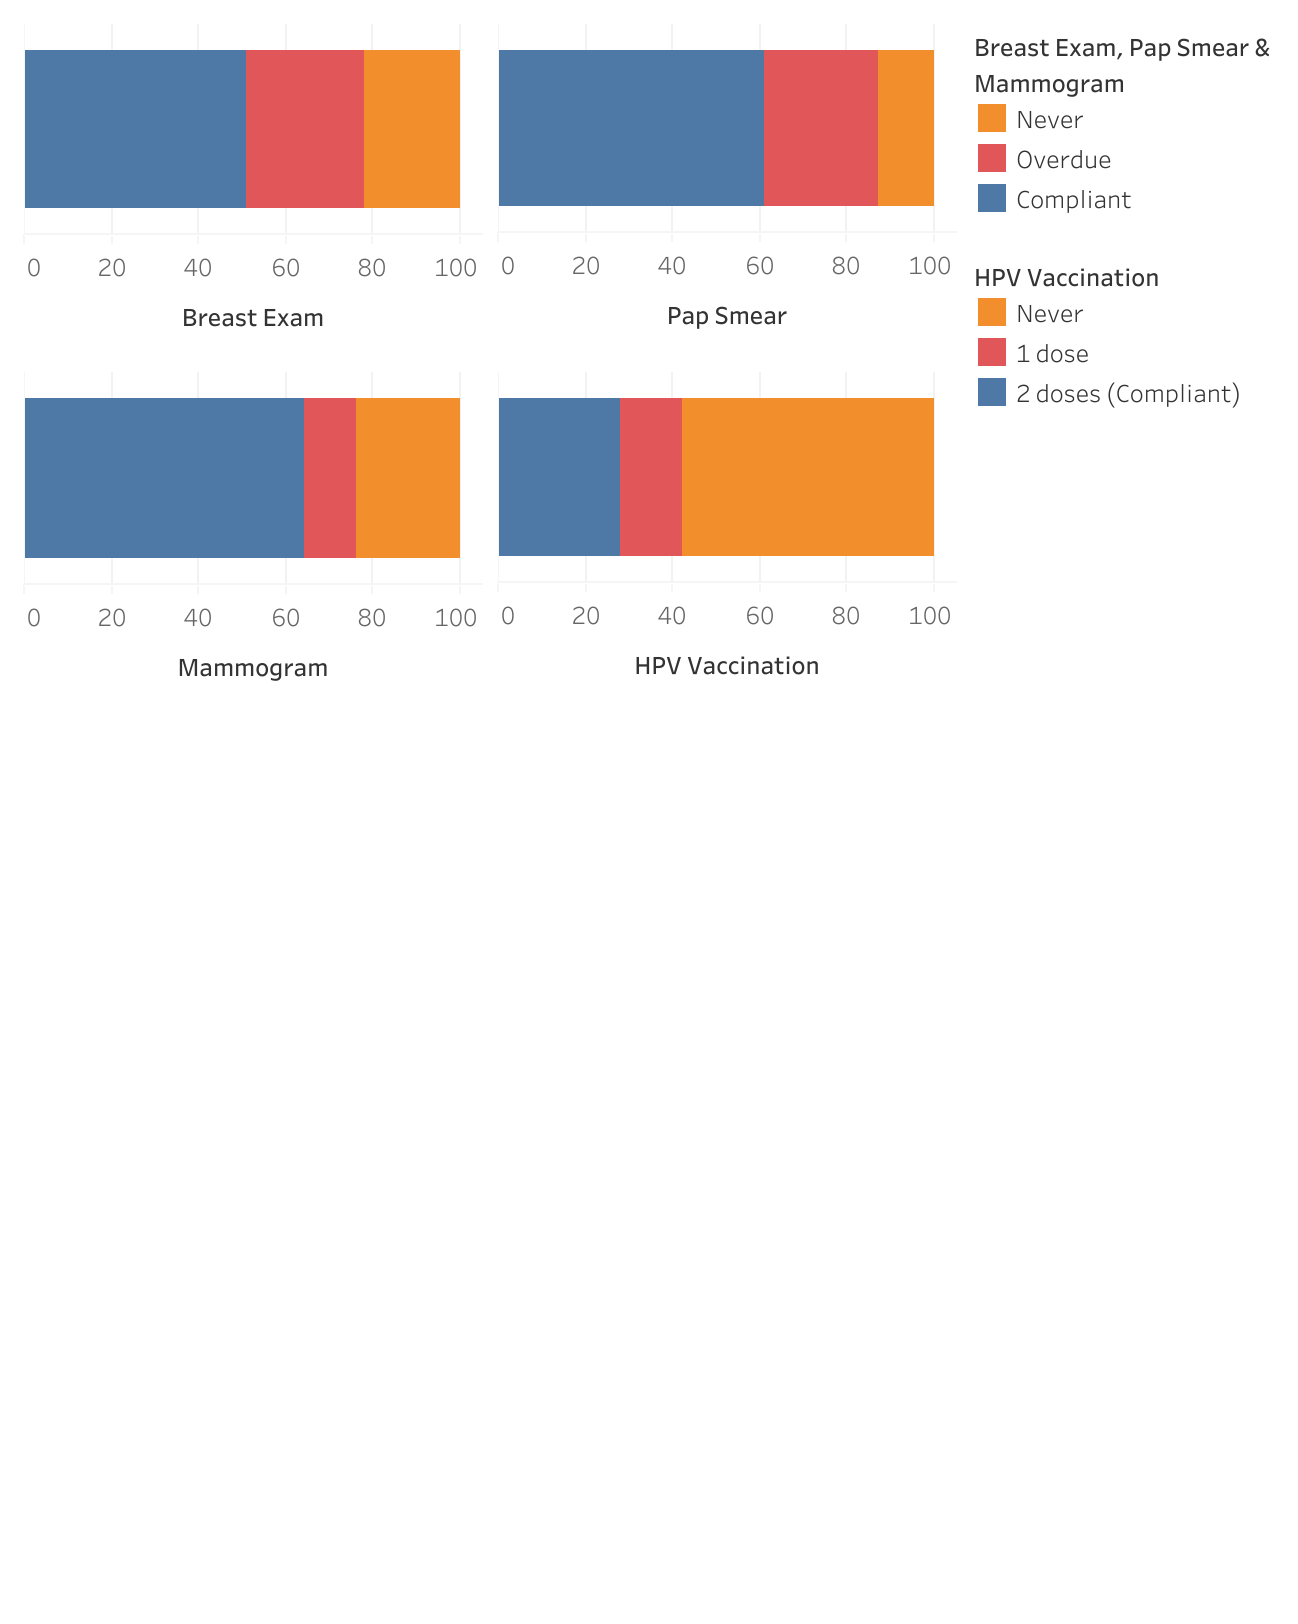 0 20 40 60 80 100
Breast Exam
0 20 40 60 80 100
Pap Smear
Breast Exam, Pap Smear &
Mammogram
Never
Overdue
Compliant
HPV Vaccination
Never
1 dose
2 doses (Compliant)
0 20 40 60 80 100
Mammogram
0 20 40 60 80 100
HPV Vaccination